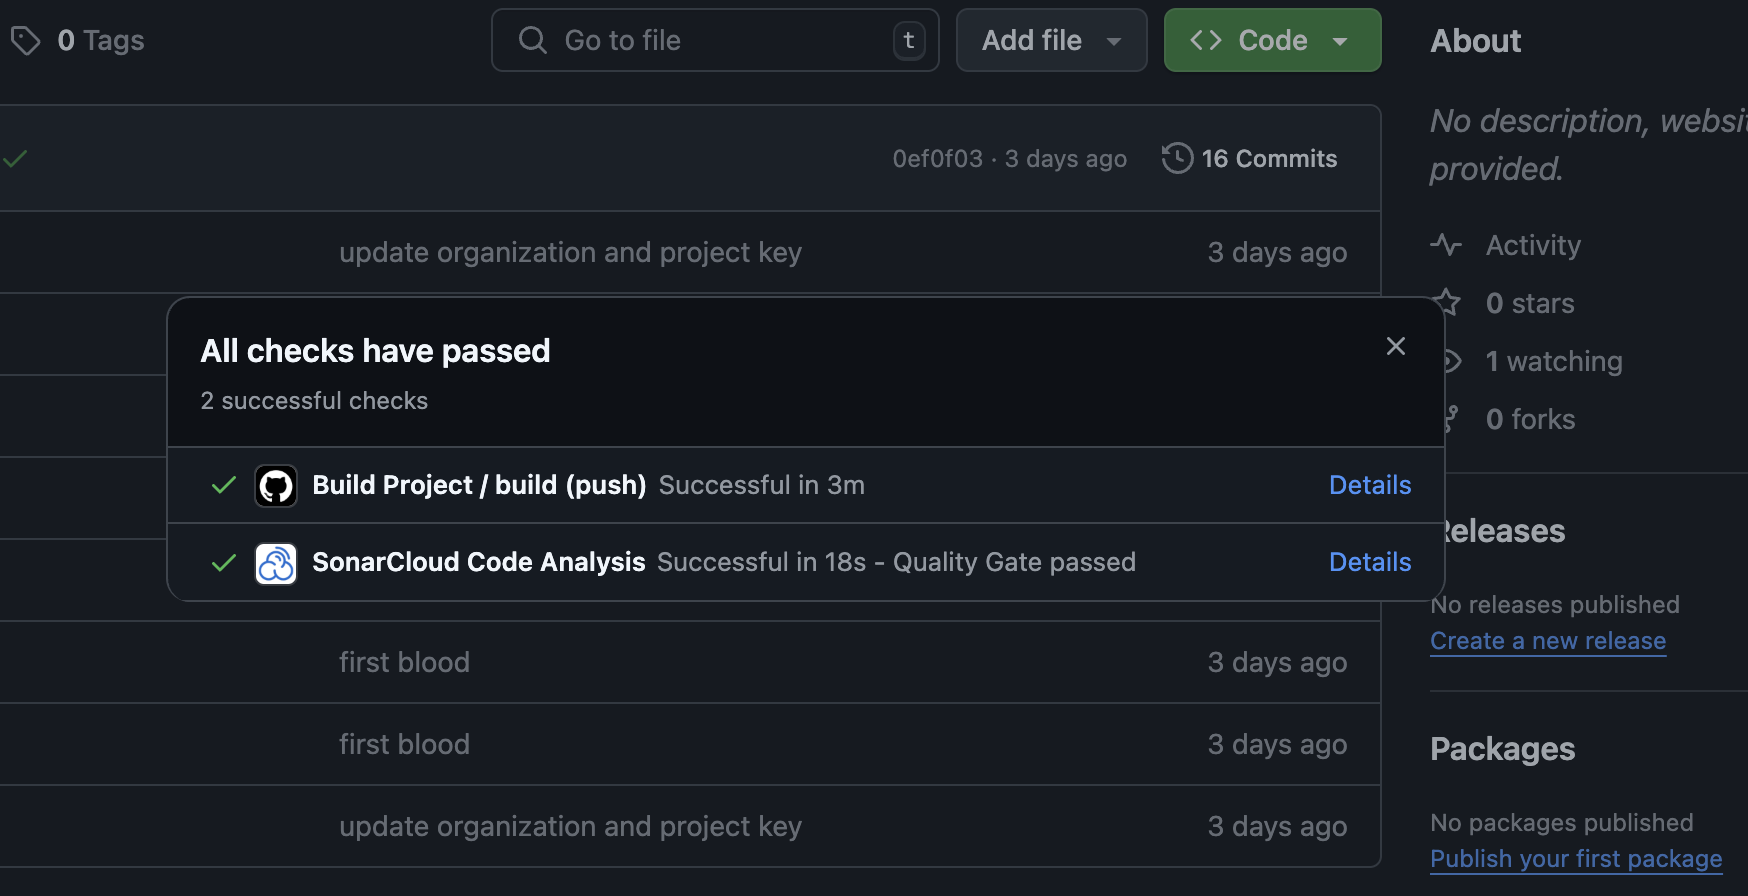 0 Tags
Go to file
t
Add file
Code
About
No description,
provided.
0ef0f03 · 3 days ago
16 Commits
update organization and project key
3 days ago
Activity
0 stars
1 watching
0 forks
All checks have passed
2 successful checks
Build Project / build (push) Successful in 3m
Details
SonarCloud Code Analysis Successful in 18s - Quality Gate passed
Details
Releases
No releases published
Create a new release
first blood
3 days ago
first blood
3 days ago
update organization and project key
3 days ago
Packages
No packages published
Publish your first package